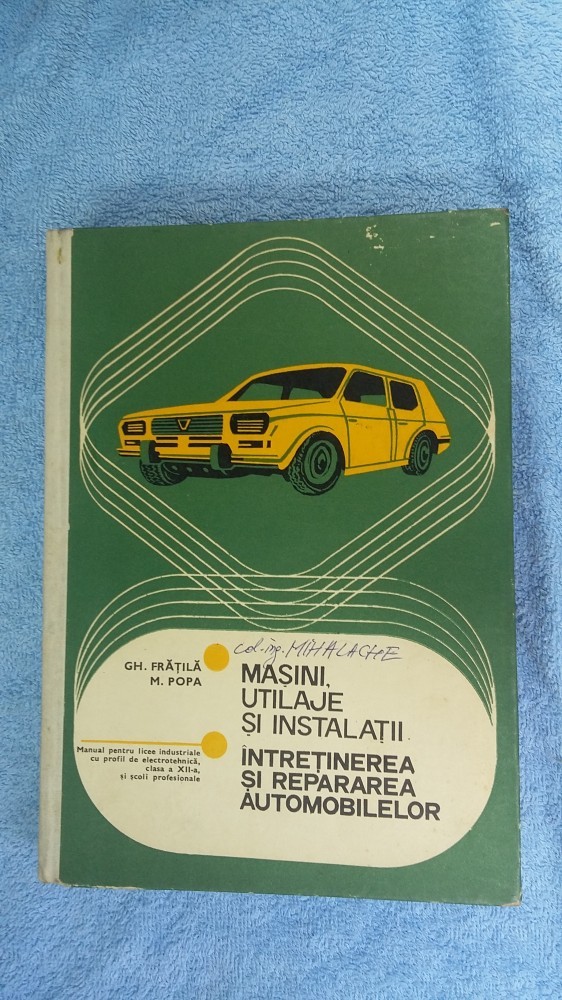 GH. FRĂȚILĂ
M. POPA
col. ing. MIHALACHE
MAȘINI,
UTILAJE
ȘI INSTALAȚII.
Manual pentru licee industriale
cu profil de electrotehnică,
clasa a XII-a,
și școli profesionale
ÎNTREȚINEREA
ȘI REPARAREA
AUTOMOBILELOR